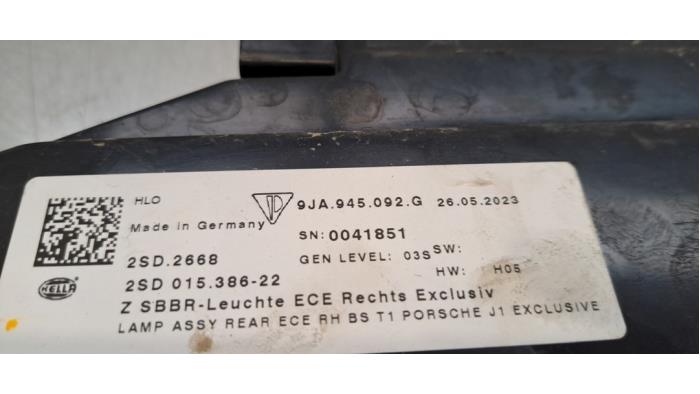 HLO
9JA.945.092.G 26.05.2023
Made in Germany
SN: 0041851
2SD.2668
GEN LEVEL: 03S SW:
HELLA
2SD 015.386-22
HW: H05
Z SBBR-Leuchte ECE Rechts Exclusiv
LAMP ASSY REAR ECE RH BS T1 PORSCHE J1 EXCLUSIVE